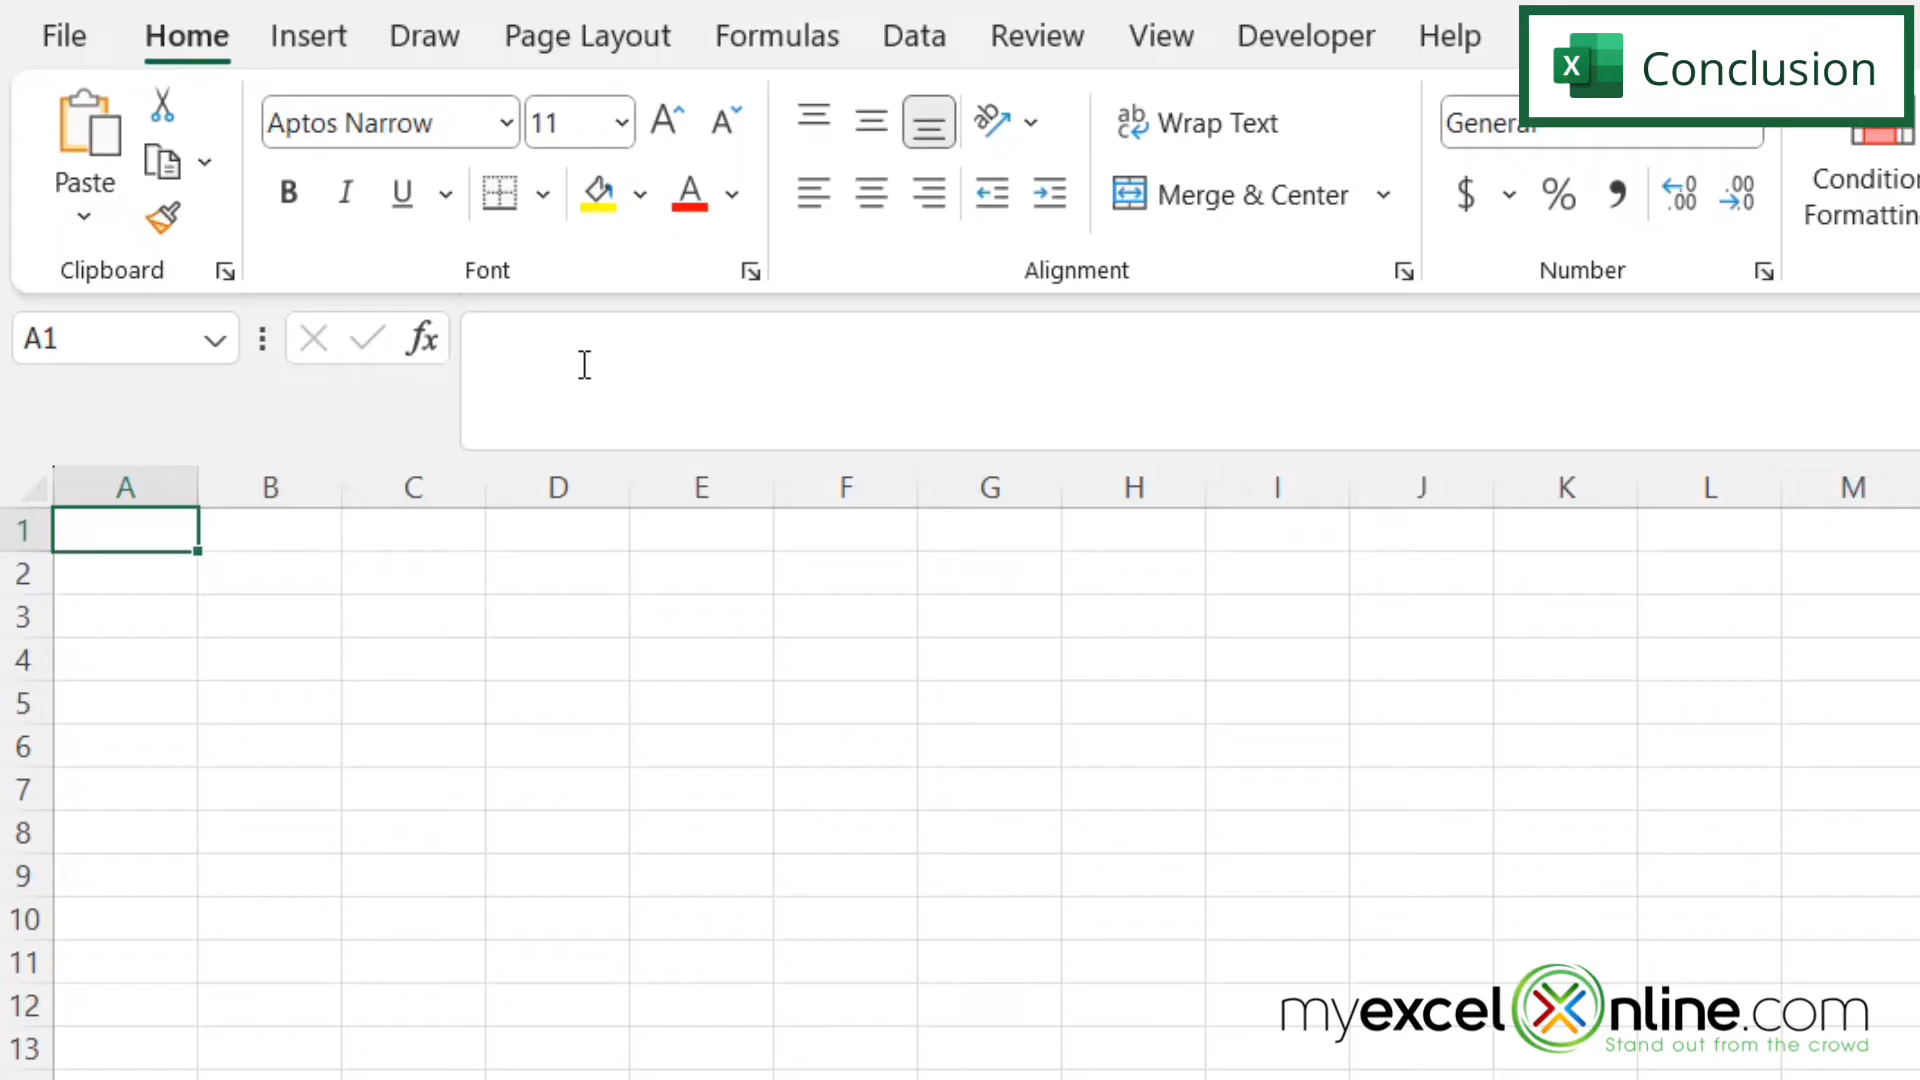 File Home Insert Draw Page Layout Formulas Data Review View Developer Help
Conclusion
Aptos Narrow 11 Wrap Text General
Paste B I U A Merge & Center $ % , Condition
Formattin
Clipboard Font Alignment Number
A1 fx
A B C D E F G H I J K L M
1
2
3
4
5
6
7
8
9
10
11
12
13
myexcelonline.com
Stand out from the crowd